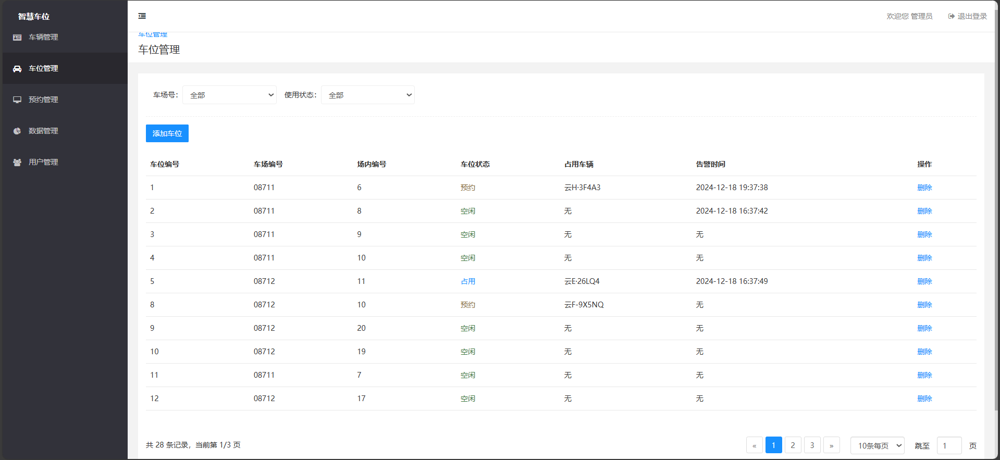 智慧车位
车辆管理
车位管理
预约管理
数据管理
用户管理
欢迎您 管理员 退出登录
车位管理
车位管理
车场号： 全部 使用状态： 全部
添加车位
车位编号 车场编号 场内编号 车位状态 占用车辆 告警时间 操作
1 08711 6 预约 云H·3F4A3 2024-12-18 19:37:38 删除
2 08711 8 空闲 无 2024-12-18 16:37:42 删除
3 08711 9 空闲 无 无 删除
4 08711 10 空闲 无 无 删除
5 08712 11 占用 云E·26LQ4 2024-12-18 16:37:49 删除
8 08712 10 预约 云F-9X5NQ 无 删除
9 08712 20 空闲 无 无 删除
10 08712 19 空闲 无 无 删除
11 08711 7 空闲 无 无 删除
12 08712 17 空闲 无 无 删除
共 28 条记录，当前第 1/3 页 « 1 2 3 » 10条每页 跳至 1 页